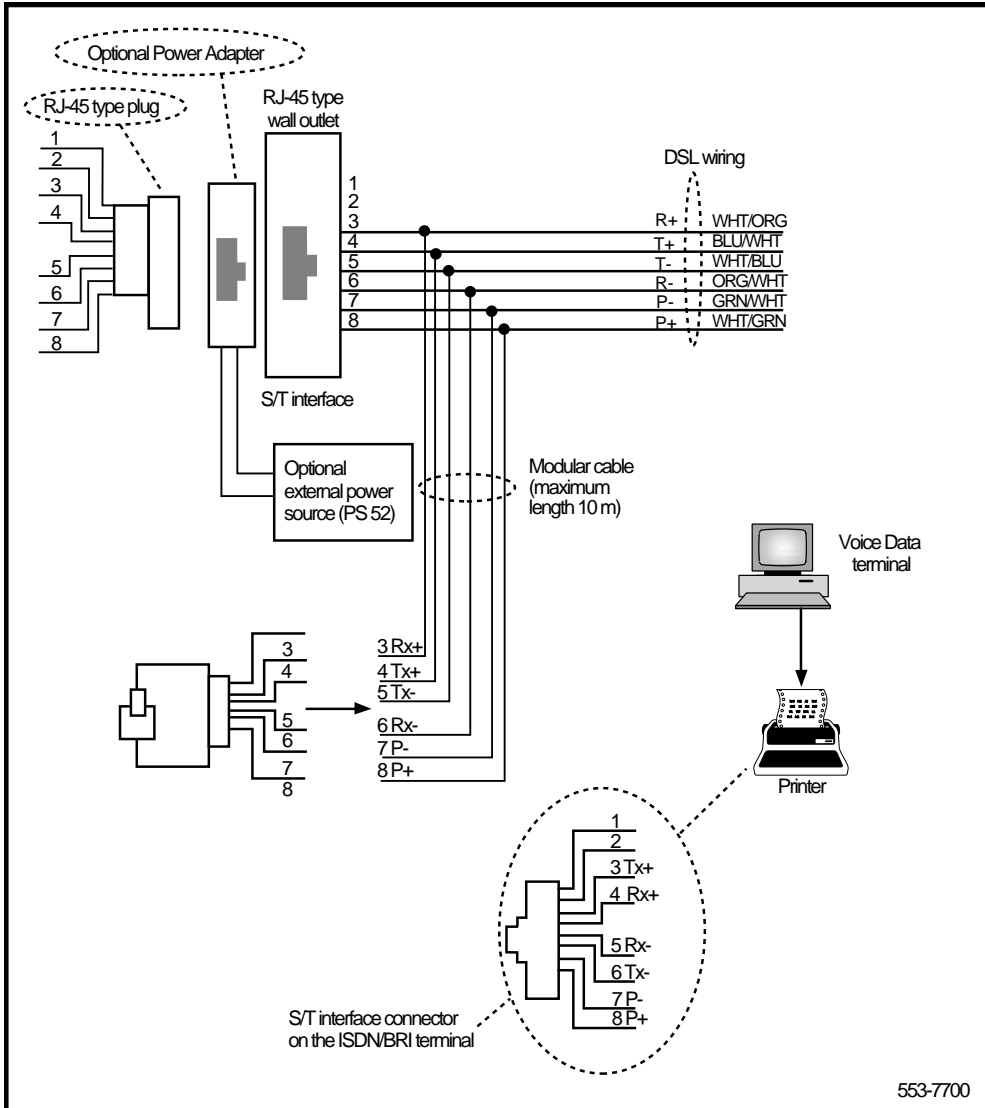 Optional Power Adapter
RJ-45 type plug
RJ-45 type
wall outlet
1
2
3
4
5
6
7
8
1
2
3
4
5
6
7
8
S/T interface
DSL wiring
R+ WHT/ORG
T+ BLU/WHT
T- WHT/BLU
R- ORG/WHT
P- GRN/WHT
P+ WHT/GRN
Optional
external power
source (PS 52)
Modular cable
(maximum
length 10 m)
Voice Data
terminal
Printer
3
4
5
6
7
8
3 Rx+
4 Tx+
5 Tx-
6 Rx-
7 P-
8 P+
1
2
3 Tx+
4 Rx+
5 Rx-
6 Tx-
7 P-
8 P+
S/T interface connector
on the ISDN/BRI terminal
553-7700